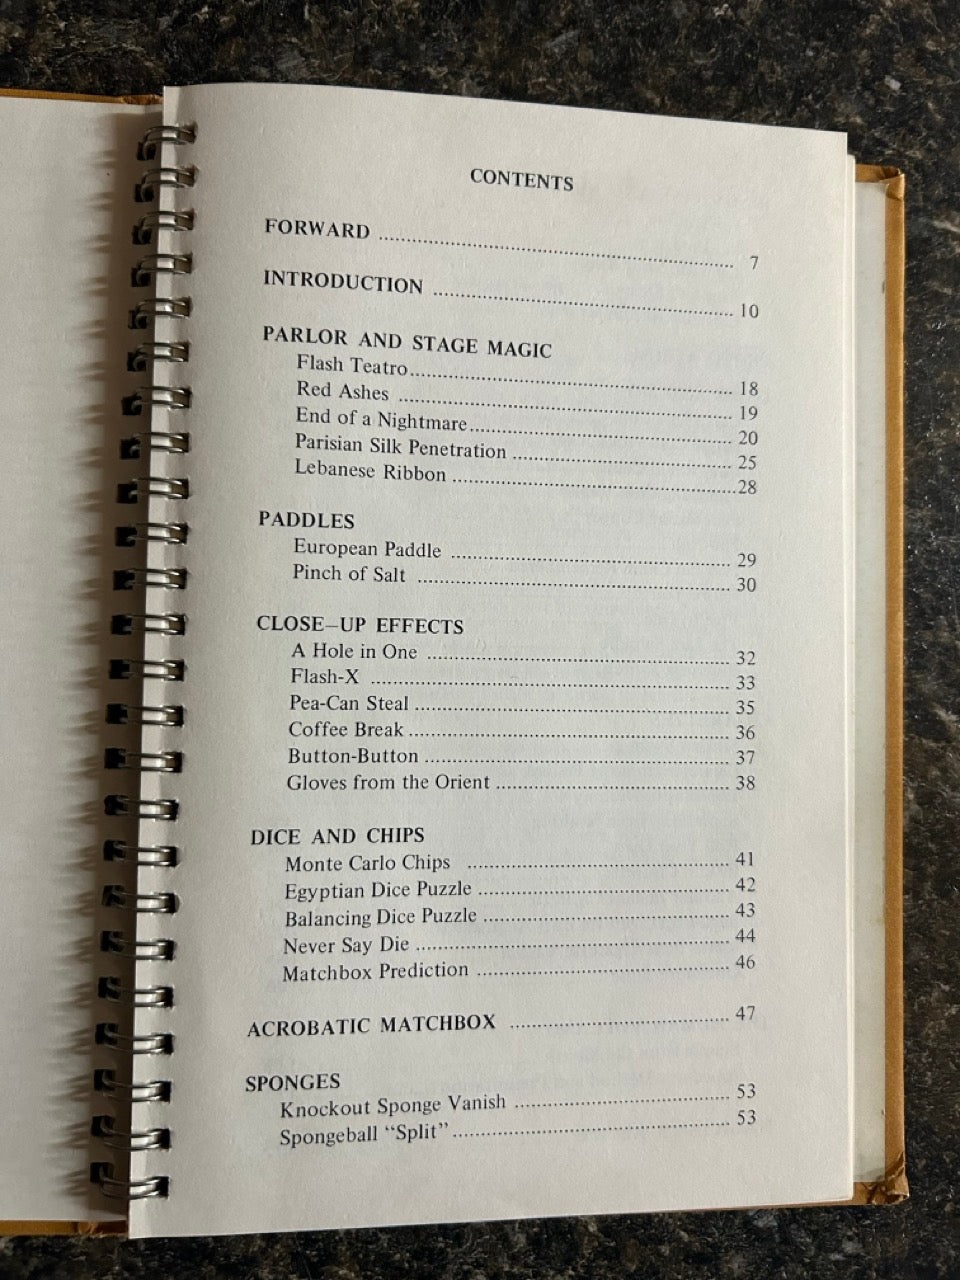 CONTENTS
FORWARD ........ 7
INTRODUCTION ........ 10
PARLOR AND STAGE MAGIC
Flash Teatro ........ 18
Red Ashes ........ 19
End of a Nightmare ........ 20
Parisian Silk Penetration ........ 25
Lebanese Ribbon ........ 28
PADDLES
European Paddle ........ 29
Pinch of Salt ........ 30
CLOSE—UP EFFECTS
A Hole in One ........ 32
Flash-X ........ 33
Pea-Can Steal ........ 35
Coffee Break ........ 36
Button-Button ........ 37
Gloves from the Orient ........ 38
DICE AND CHIPS
Monte Carlo Chips ........ 41
Egyptian Dice Puzzle ........ 42
Balancing Dice Puzzle ........ 43
Never Say Die ........ 44
Matchbox Prediction ........ 46
ACROBATIC MATCHBOX ........ 47
SPONGES
Knockout Sponge Vanish ........ 53
Spongeball “Split” ........ 53